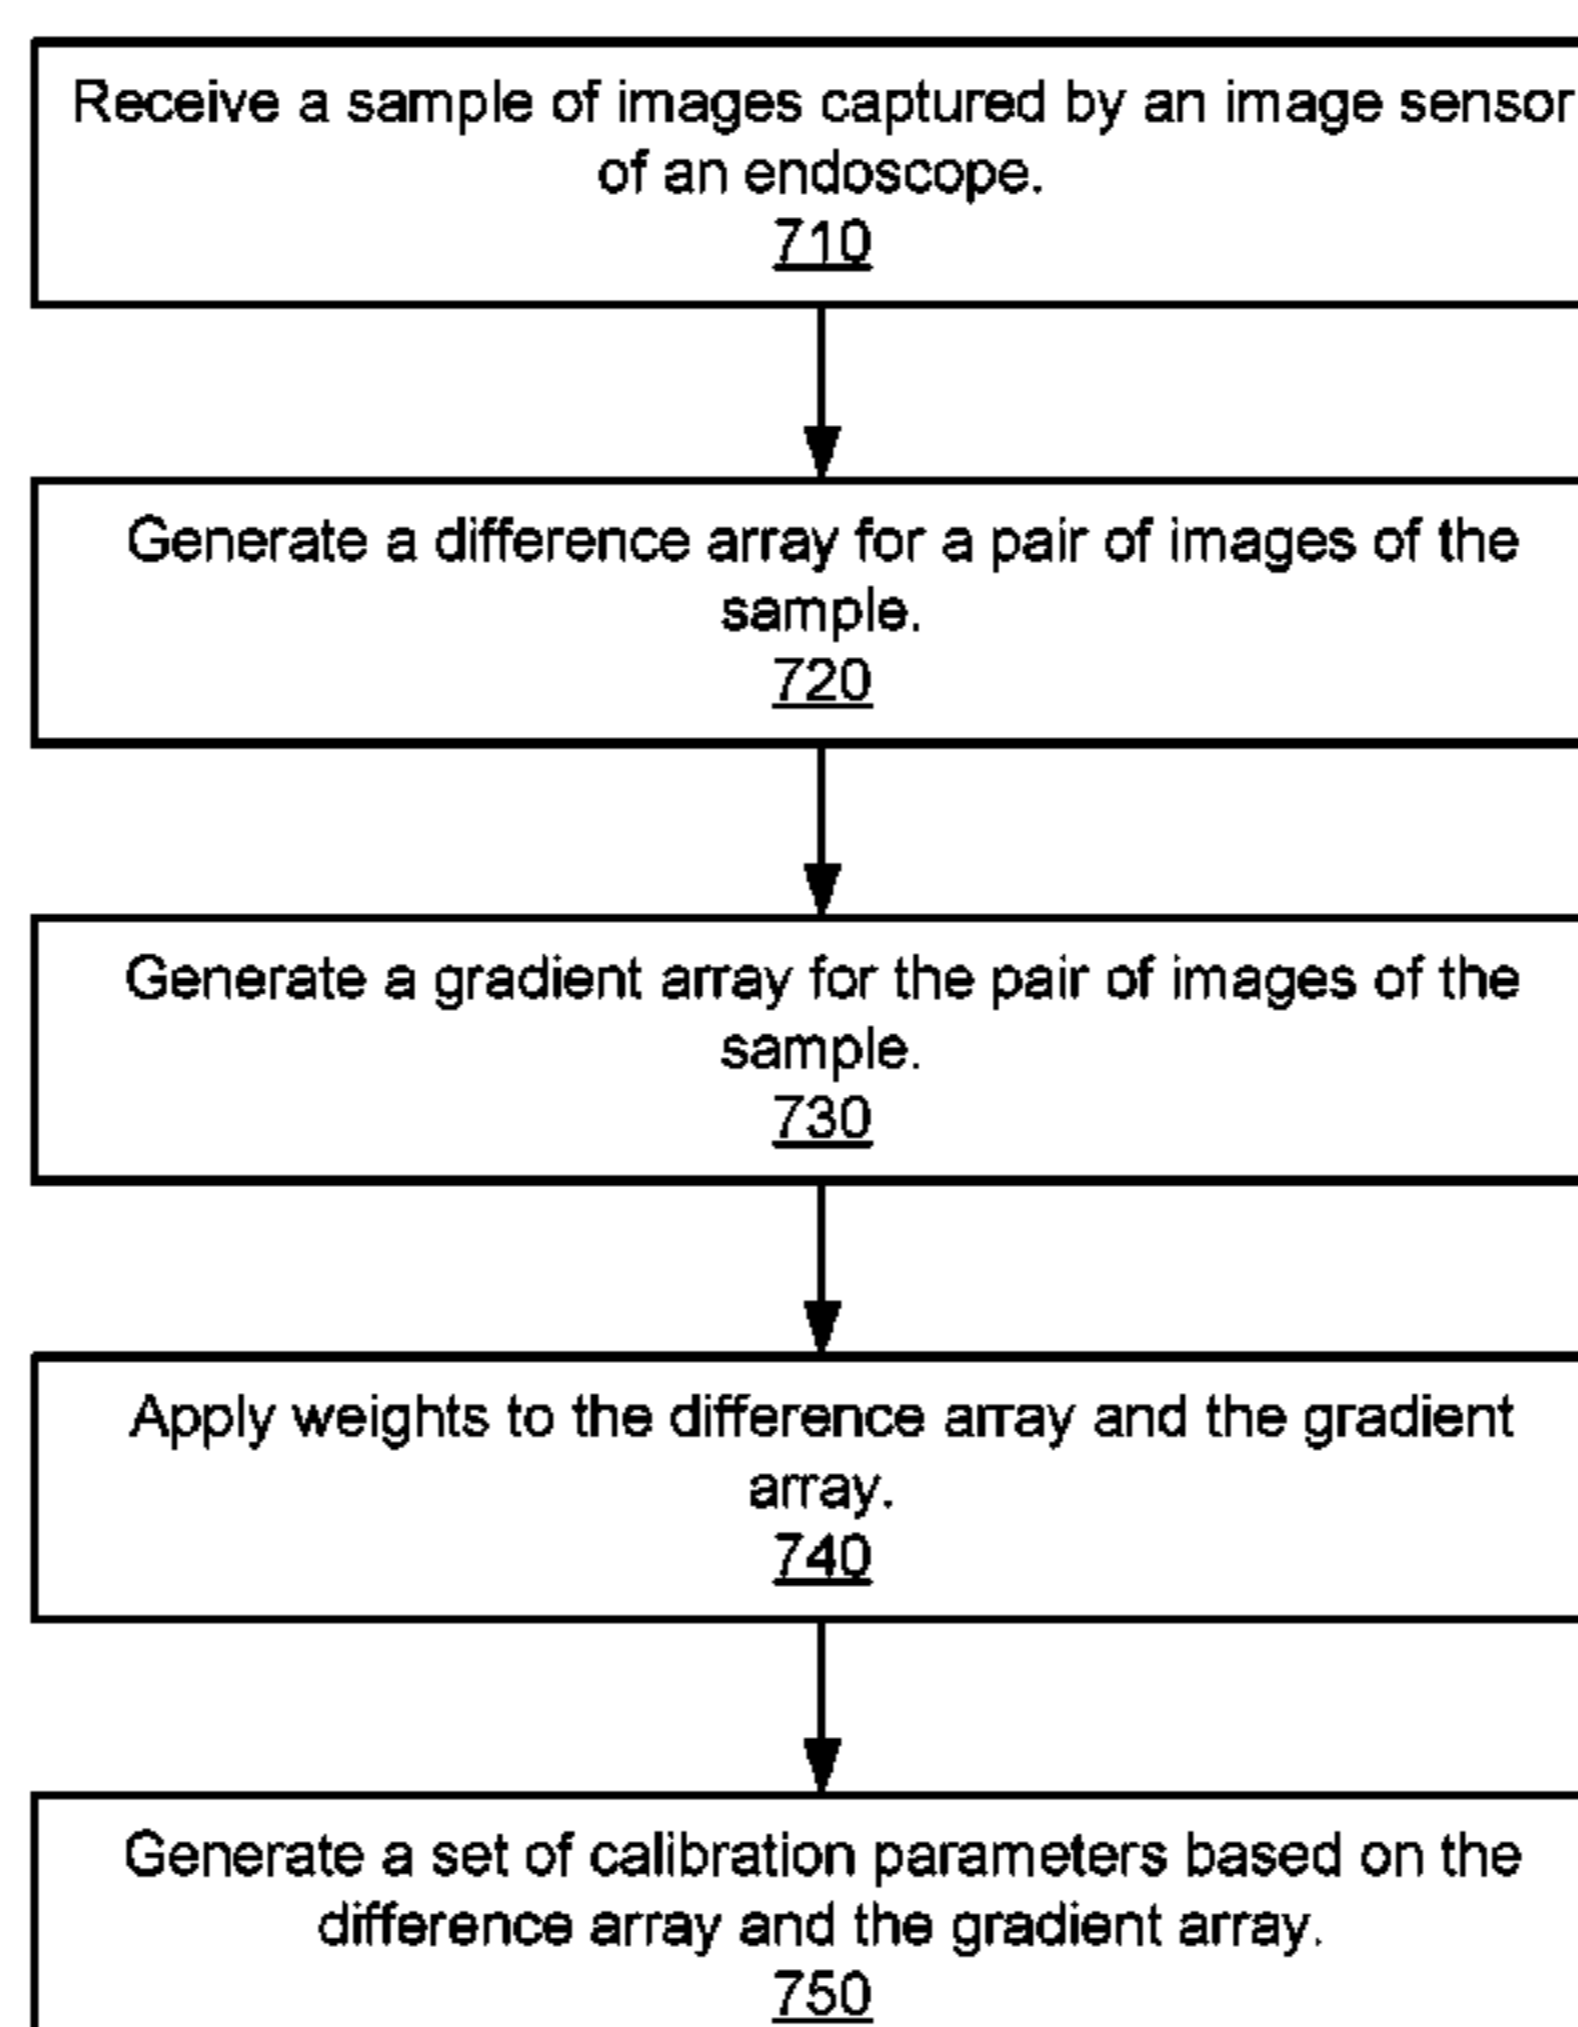 Receive a sample of images captured by an image sensor
of an endoscope.
710
Generate a difference array for a pair of images of the
sample.
720
Generate a gradient array for the pair of images of the
sample.
730
Apply weights to the difference array and the gradient
array.
740
Generate a set of calibration parameters based on the
difference array and the gradient array.
750